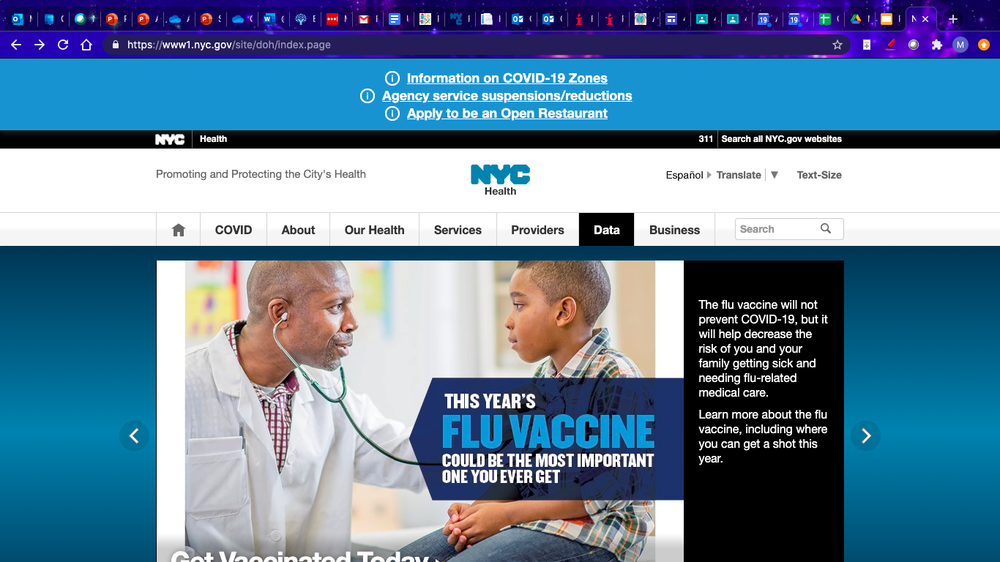 https://www1.nyc.gov/site/doh/index.page
M
Information on COVID-19 Zones
Agency service suspensions/reductions
Apply to be an Open Restaurant
NYC Health
311 Search all NYC.gov websites
Promoting and Protecting the City's Health
NYC
Health
Español Translate Text-Size
COVID About Our Health Services Providers Data Business Search
THIS YEAR'S
FLU VACCINE
COULD BE THE MOST IMPORTANT
ONE YOU EVER GET
The flu vaccine will not
prevent COVID-19, but it
will help decrease the
risk of you and your
family getting sick and
needing flu-related
medical care.
Learn more about the flu
vaccine, including where
you can get a shot this
year.
Get Vaccinated Today